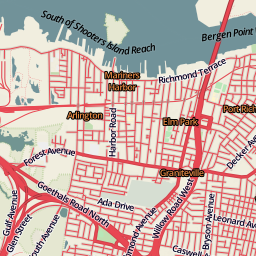 South of Shooters Island Reach
Bergen Point
Mariners
Harbor
Richmond Terrace
Arlington
Harbor Road
Elm Park
Port Rich
Forest Avenue
Graniteville
Decker Ave
Goethals Road North
Ada Drive
Willow Road West
Gulf Avenue
Glen Street
South Avenue
mond Avenue
Bryson Avenue
Leonard Aven
Caswell A